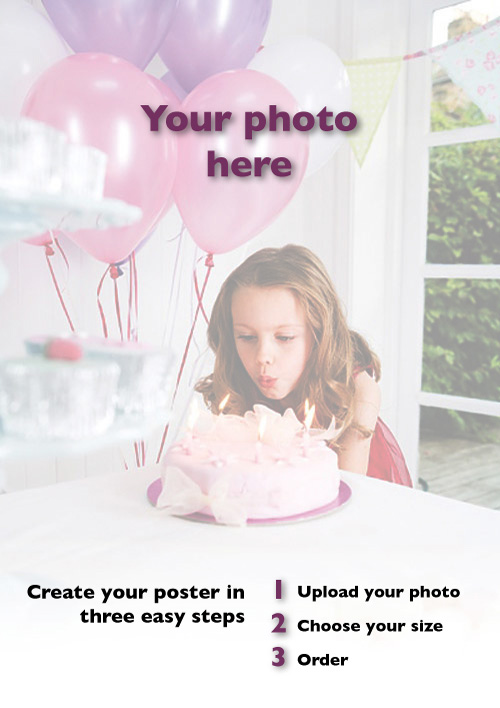 Your photo
here
Create your poster in
three easy steps
1 Upload your photo
2 Choose your size
3 Order